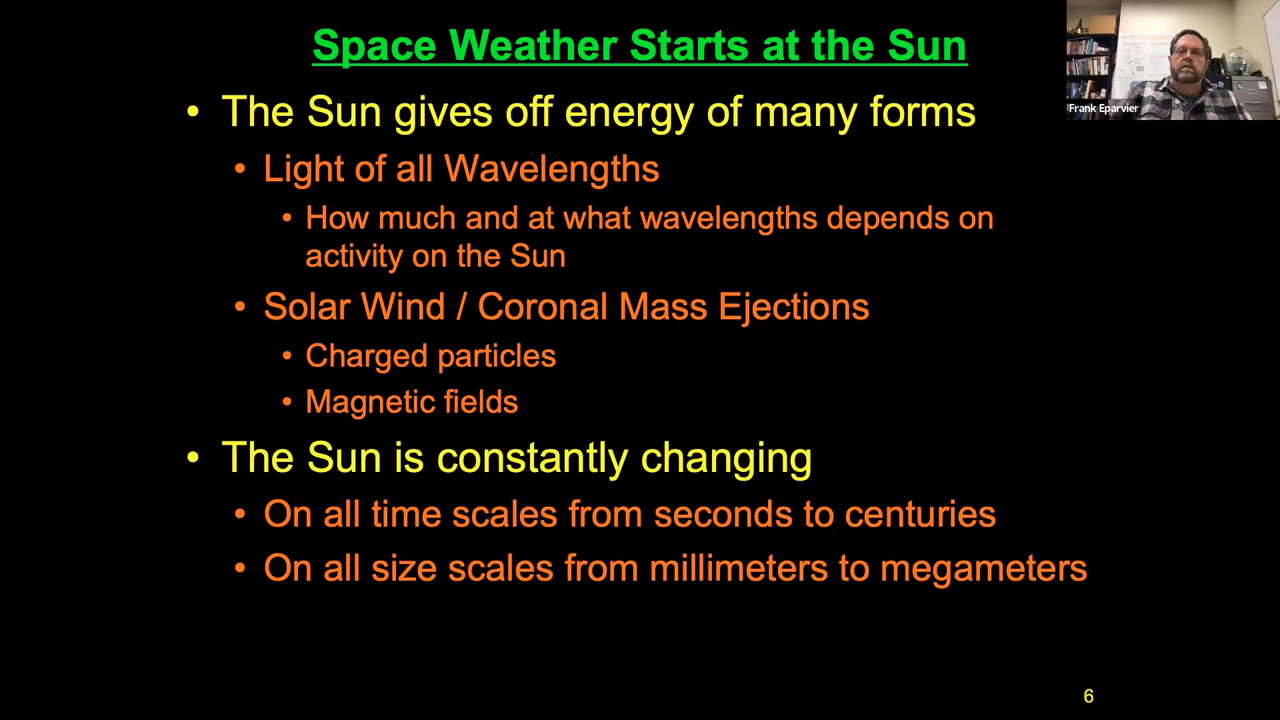 Space Weather Starts at the Sun
Frank Eparvier
• The Sun gives off energy of many forms
• Light of all Wavelengths
• How much and at what wavelengths depends on
activity on the Sun
• Solar Wind / Coronal Mass Ejections
• Charged particles
• Magnetic fields
• The Sun is constantly changing
• On all time scales from seconds to centuries
• On all size scales from millimeters to megameters
6